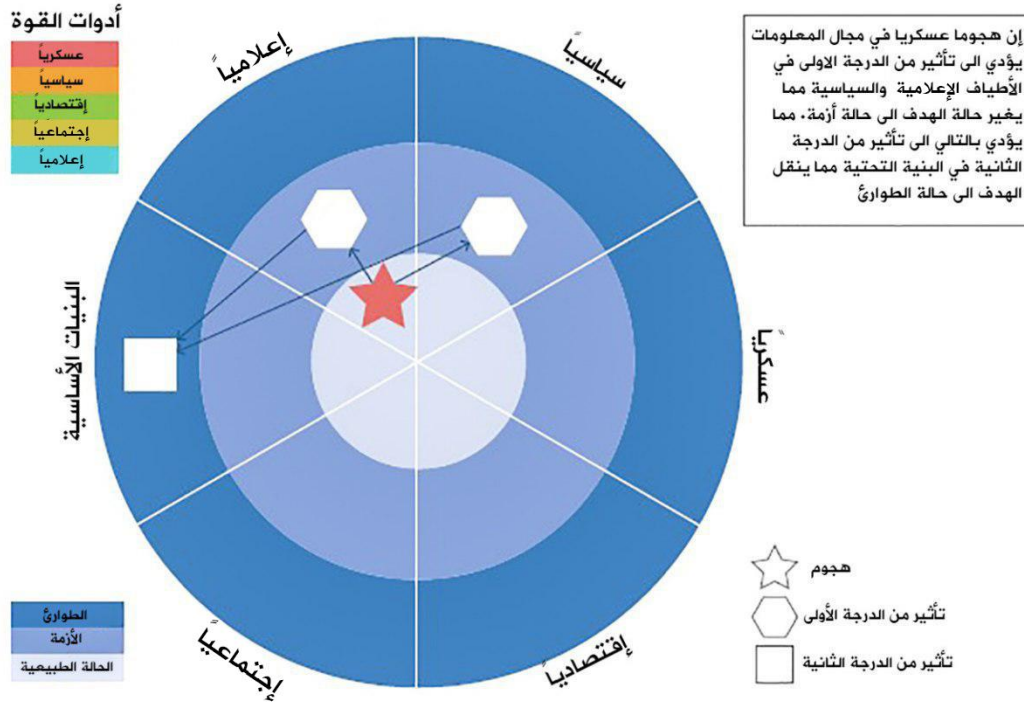 أدوات القوة
عسكرياً
سياسياً
إقتصادياً
إجتماعياً
إعلامياً
إن هجوما عسكريا في مجال المعلومات
يؤدي الى تأثير من الدرجة الاولى في
الأطياف الإعلامية والسياسية مما
يغير حالة الهدف الى حالة أزمة. مما
يؤدي بالتالي الى تأثير من الدرجة
الثانية في البنية التحتية مما ينقل
الهدف الى حالة الطوارئ
إعلامياً
سياسياً
البنيات الأساسية
عسكرياً
إجتماعياً
إقتصادياً
هجوم
تأثير من الدرجة الأولى
تأثير من الدرجة الثانية
الطوارئ
الأزمة
الحالة الطبيعية